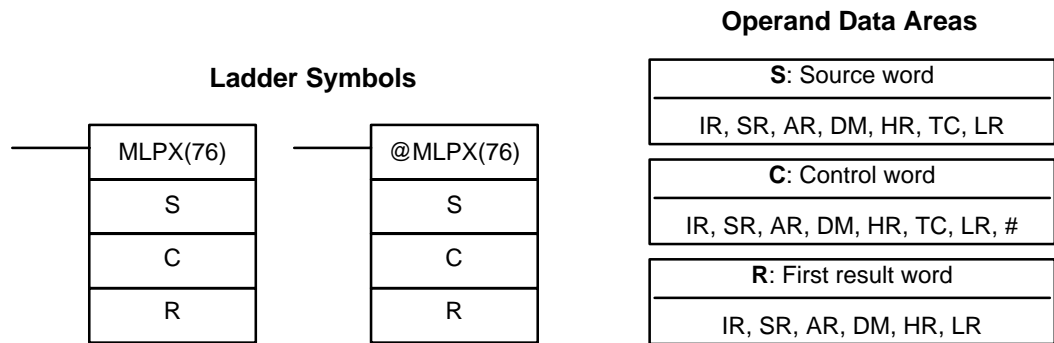 Ladder Symbols
MLPX(76)
S
C
R
@MLPX(76)
S
C
R
Operand Data Areas
S: Source word
IR, SR, AR, DM, HR, TC, LR
C: Control word
IR, SR, AR, DM, HR, TC, LR, #
R: First result word
IR, SR, AR, DM, HR, LR